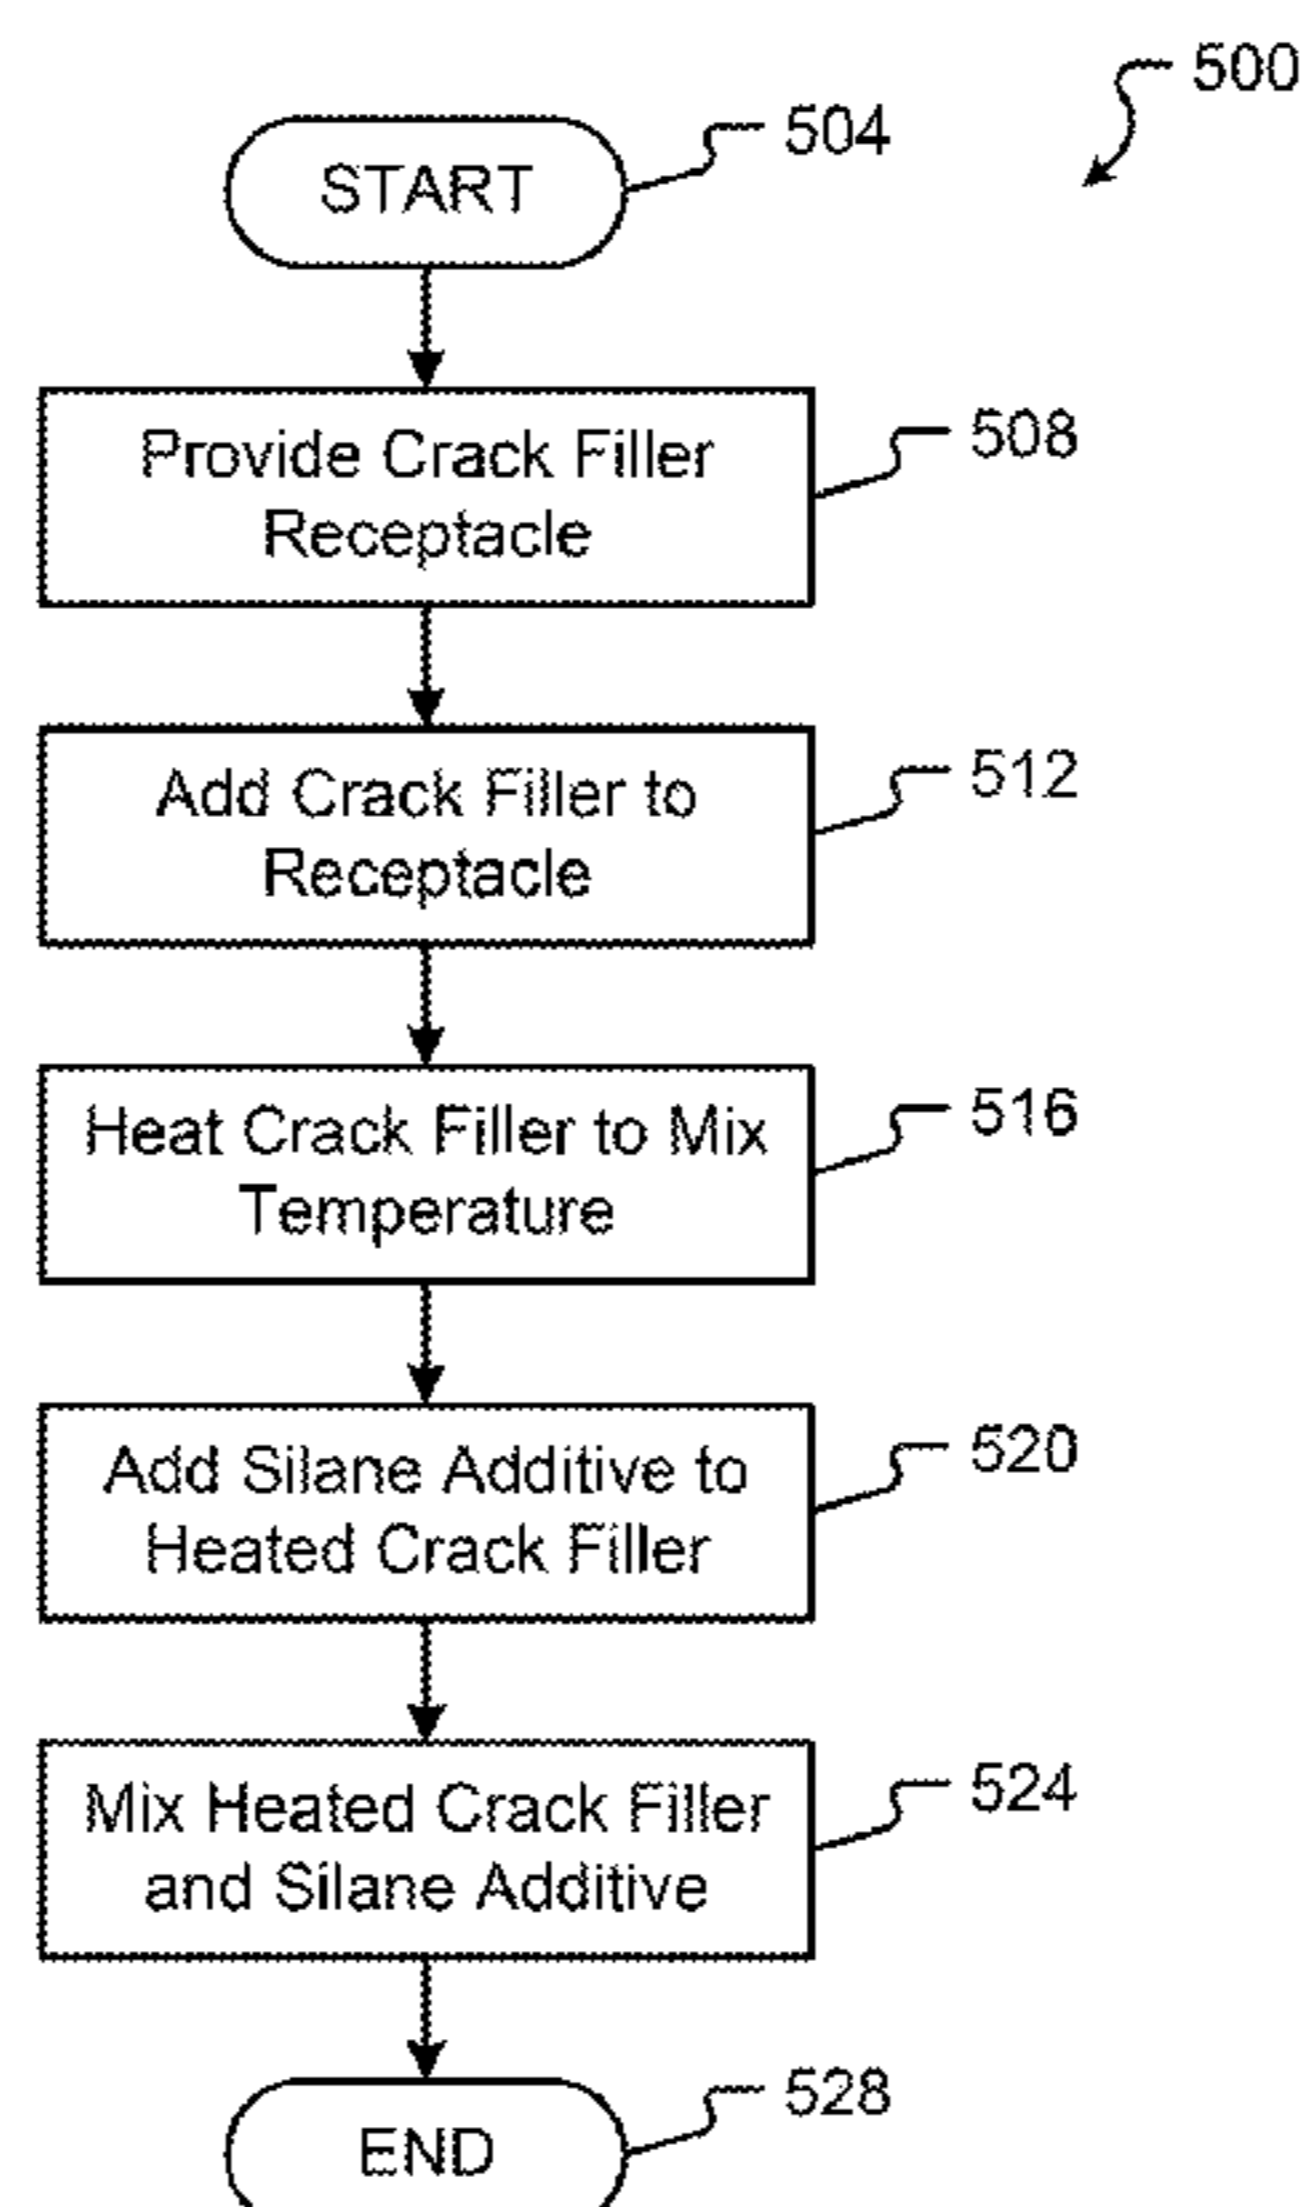 500
START
504
Provide Crack Filler
Receptacle
508
Add Crack Filler to
Receptacle
512
Heat Crack Filler to Mix
Temperature
516
Add Silane Additive to
Heated Crack Filler
520
Mix Heated Crack Filler
and Silane Additive
524
END
528